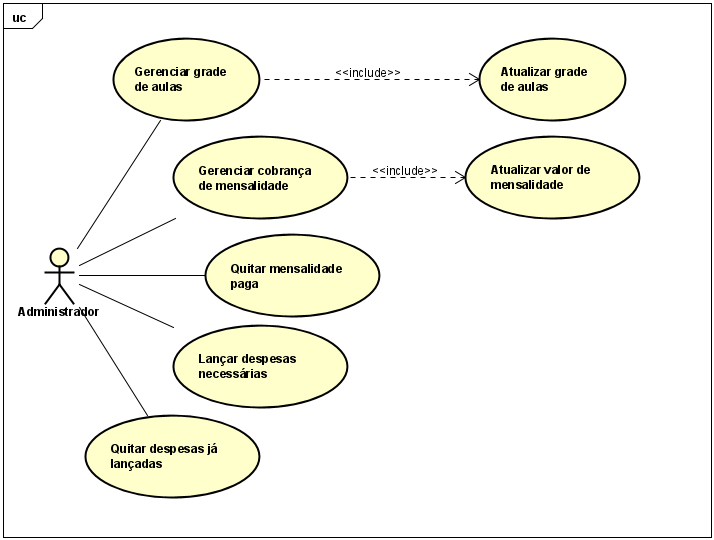 uc
Gerenciar grade
de aulas
<<include>>
Atualizar grade
de aulas
Gerenciar cobrança
de mensalidade
<<include>>
Atualizar valor de
mensalidade
Quitar mensalidade
paga
Administrador
Lançar despesas
necessárias
Quitar despesas já
lançadas